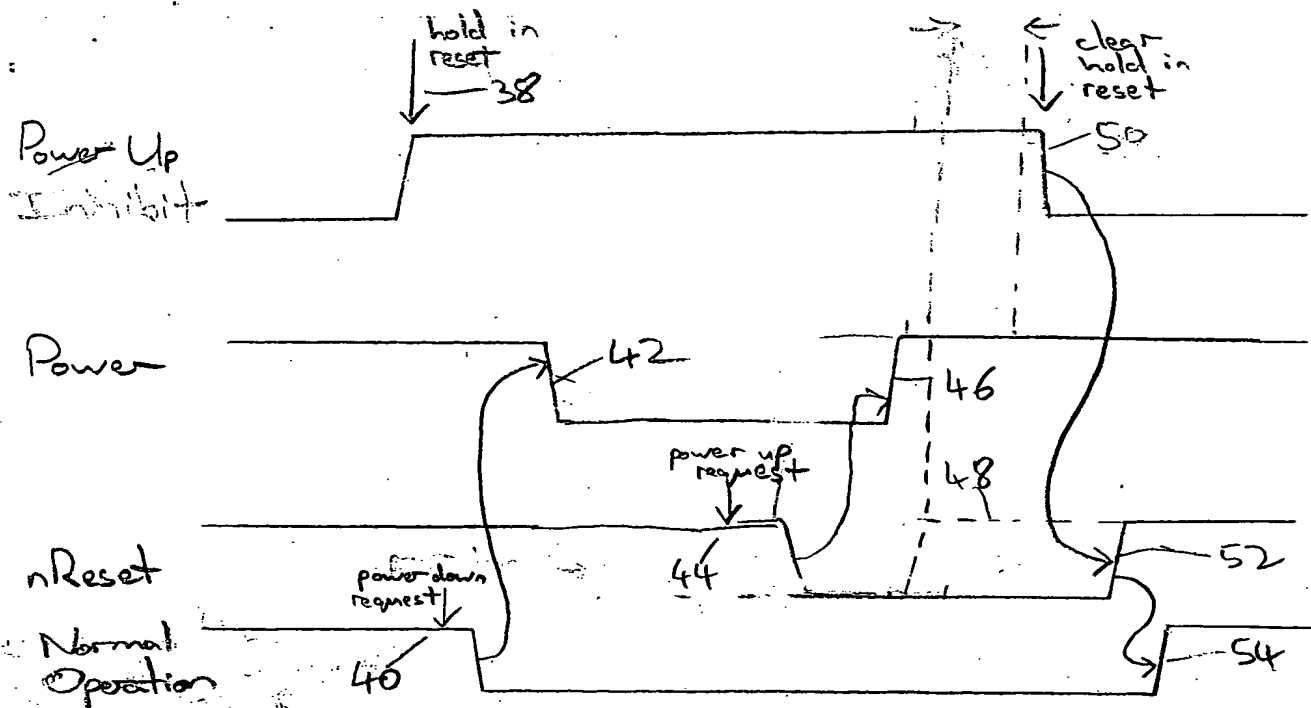 hold in
reset
38
clear
hold in
reset
Power Up
Inhibit
50
Power
42
46
power up
request
48
nReset
44
52
power down
request
Normal
Operation
40
54